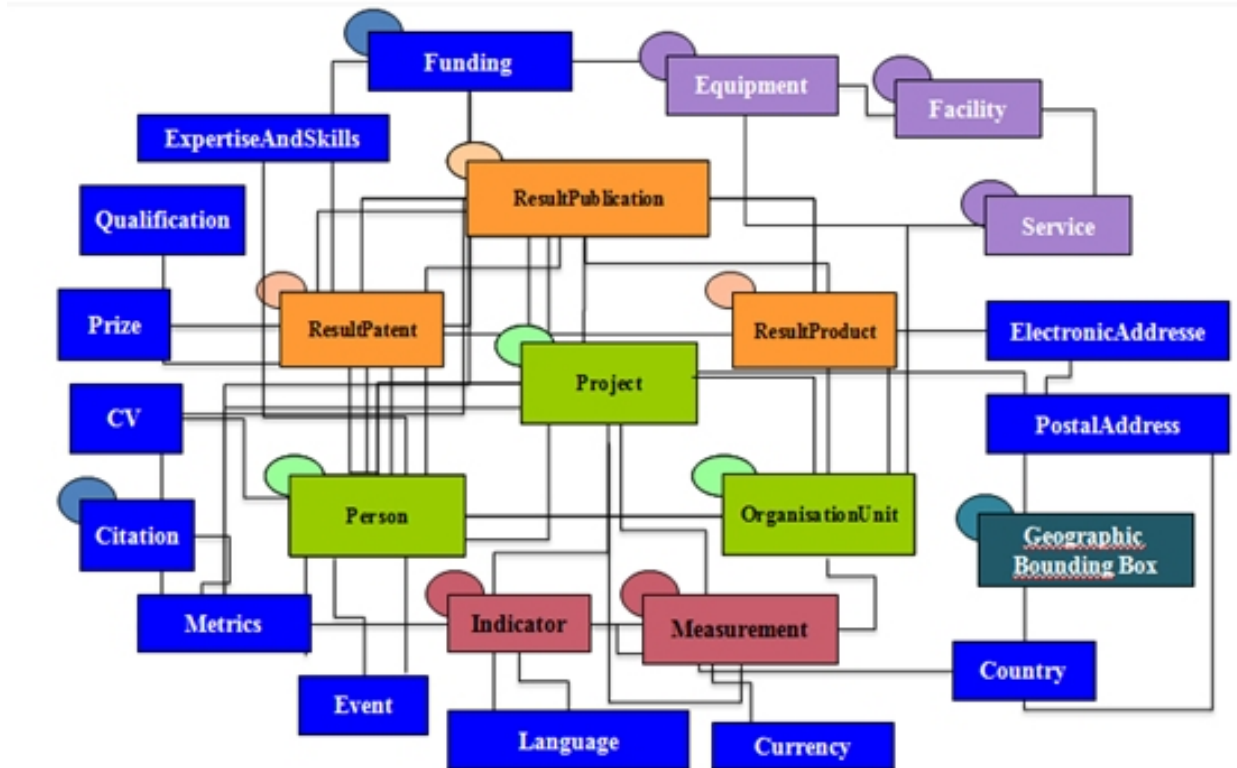 Funding
Equipment
Facility
ExpertiseAndSkills
ResultPublication
Qualification
Service
Prize
ResultPatent
ResultProduct
ElectronicAddresse
Project
CV
PostalAddress
Person
OrganisationUnit
Citation
Geographic
Bounding Box
Metrics
Indicator
Measurement
Country
Event
Language
Currency